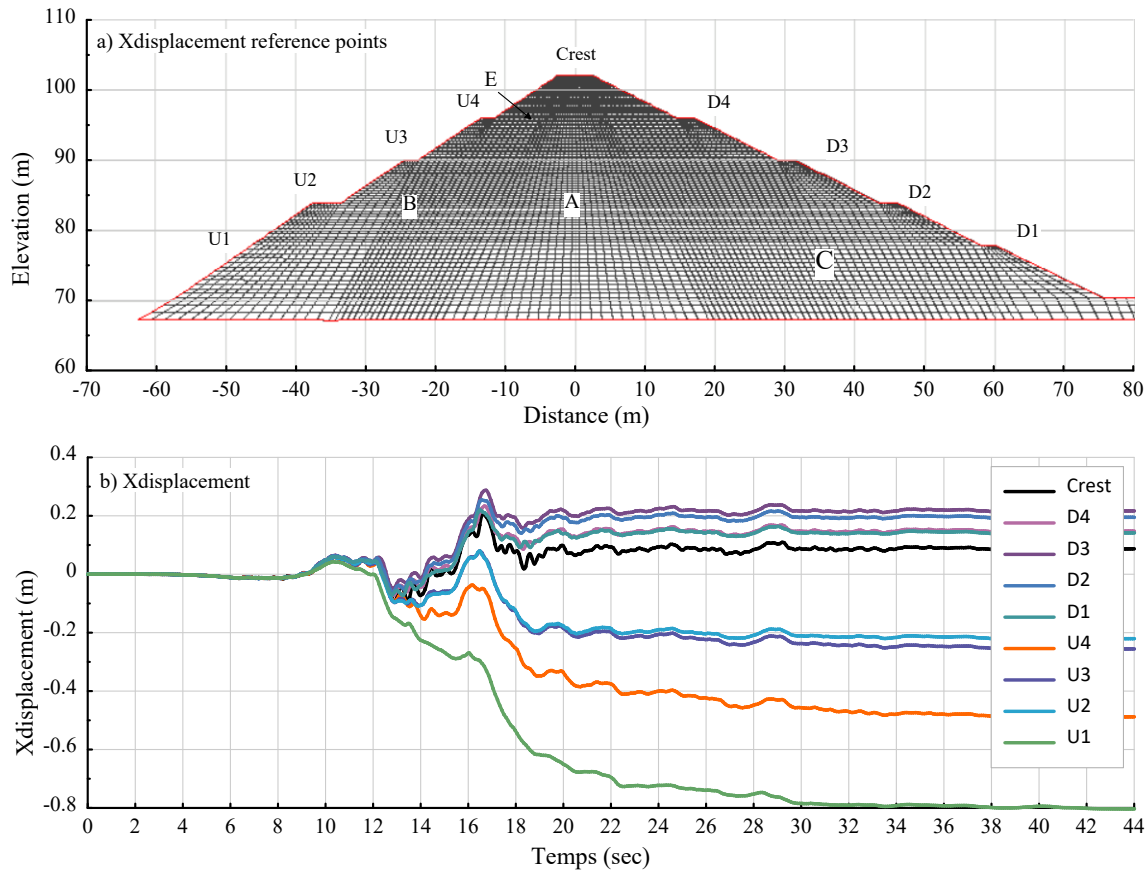 a) Xdisplacement reference points
Crest
E
U4
D4
U3
D3
U2
D2
B
A
U1
D1
C
110
100
90
80
70
60
Elevation (m)
-70 -60 -50 -40 -30 -20 -10 0 10 20 30 40 50 60 70 80
Distance (m)
b) Xdisplacement
0.4
0.2
0
-0.2
-0.4
-0.6
-0.8
Xdisplacement (m)
Crest
D4
D3
D2
D1
U4
U3
U2
U1
0 2 4 6 8 10 12 14 16 18 20 22 24 26 28 30 32 34 36 38 40 42 44
Temps (sec)